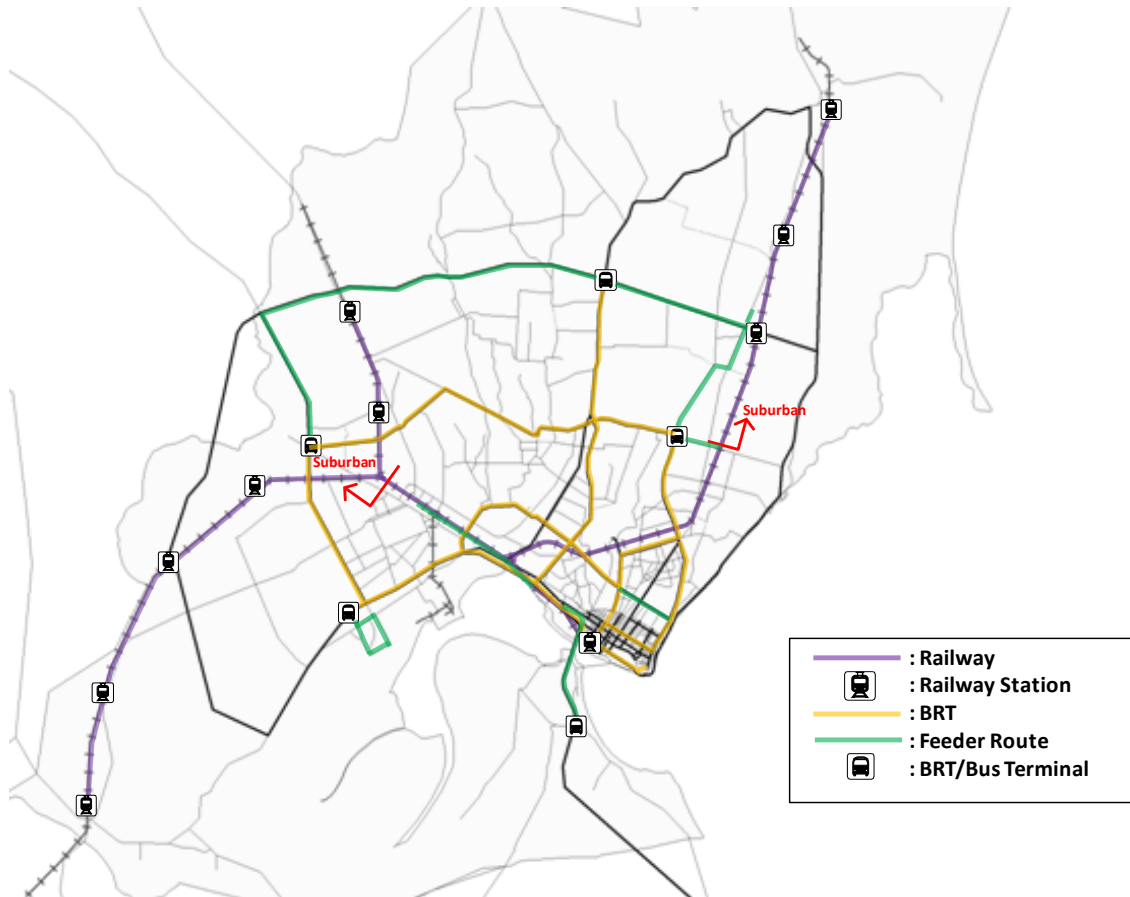 Suburban
Suburban
: Railway
: Railway Station
: BRT
: Feeder Route
: BRT/Bus Terminal